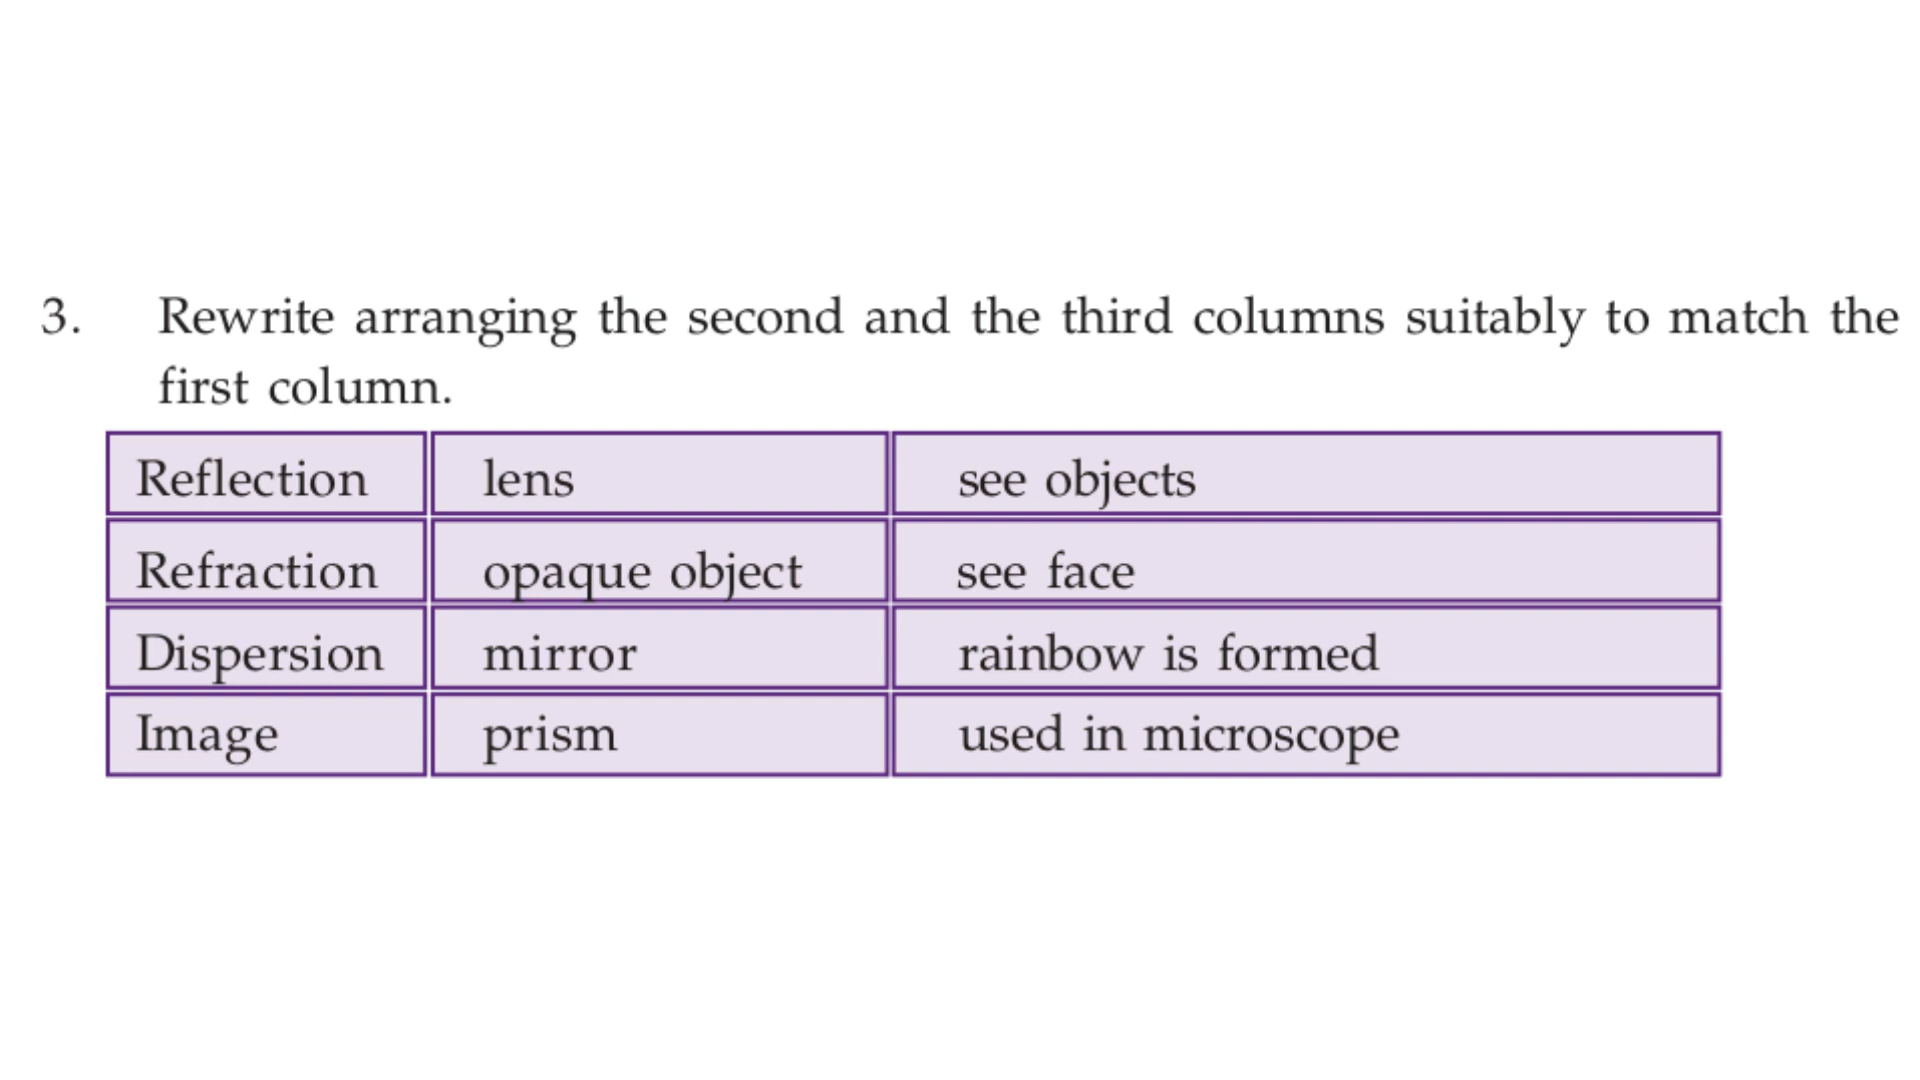 3. Rewrite arranging the second and the third columns suitably to match the
first column.
Reflection lens see objects
Refraction opaque object see face
Dispersion mirror rainbow is formed
Image prism used in microscope